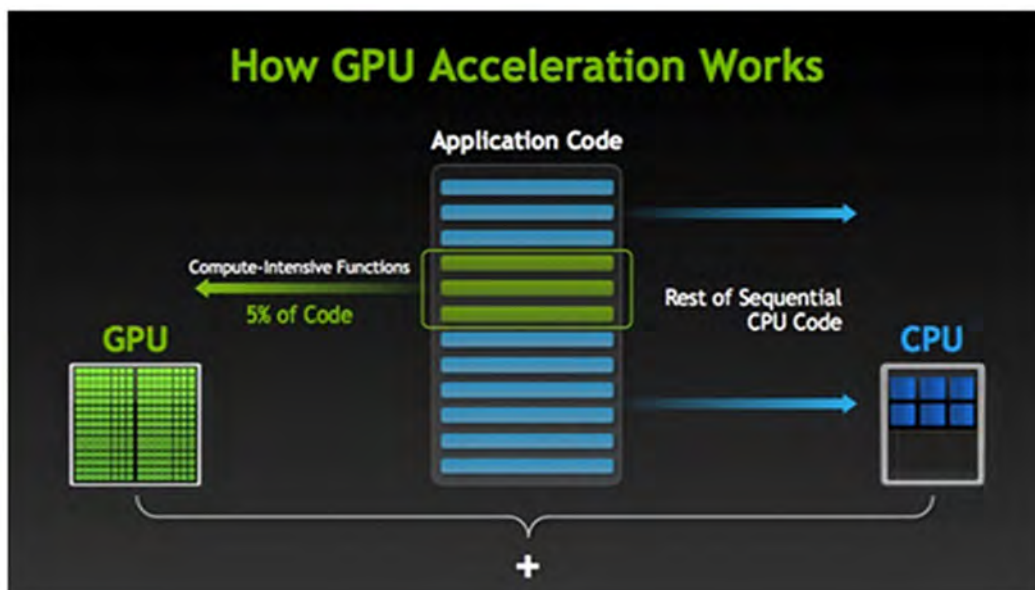 How GPU Acceleration Works
Application Code
Compute-Intensive Functions
5% of Code
Rest of Sequential
CPU Code
GPU
CPU
+